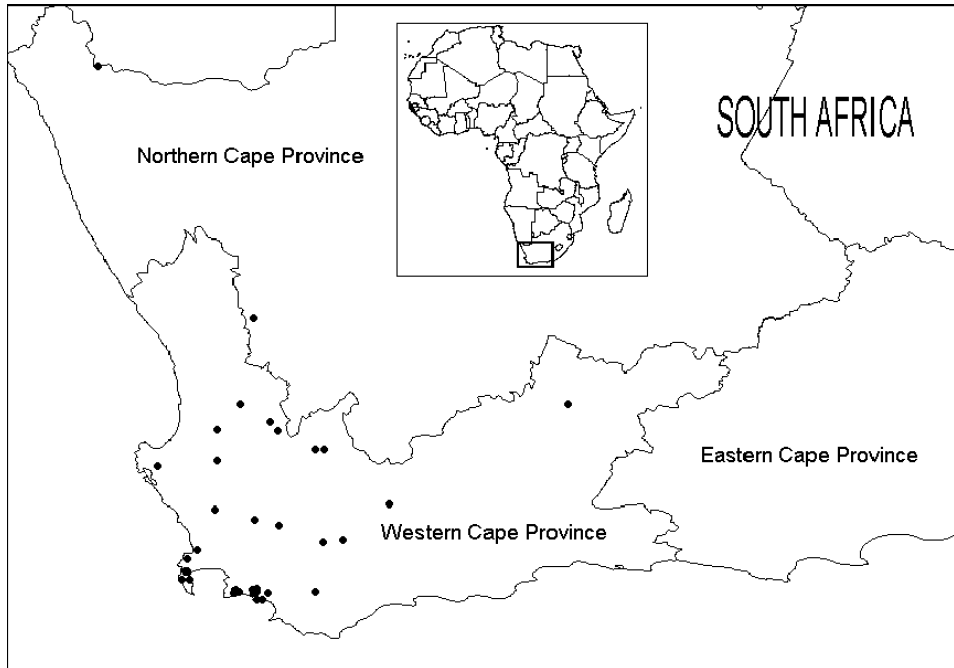 SOUTH AFRICA
Northern Cape Province
Eastern Cape Province
Western Cape Province